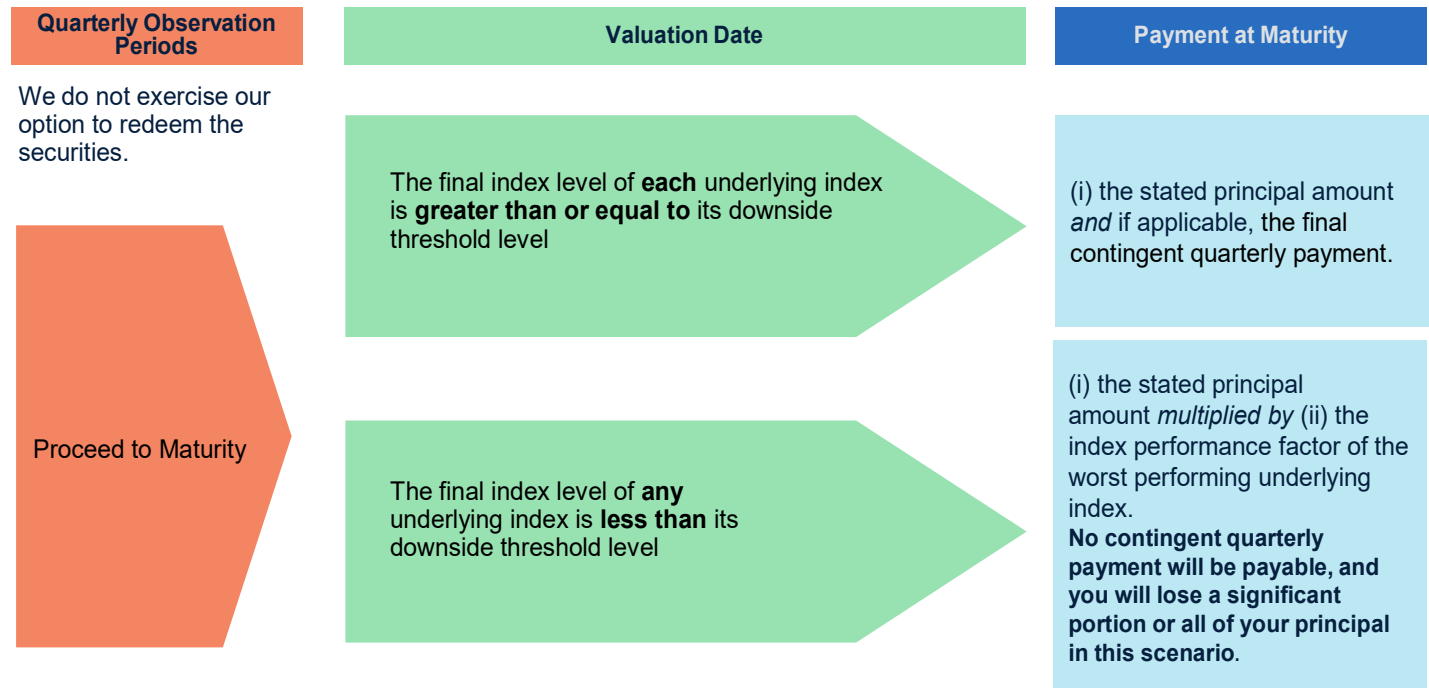 Quarterly Observation
Periods
Valuation Date
Payment at Maturity
We do not exercise our
option to redeem the
securities.
Proceed to Maturity
The final index level of each underlying index
is greater than or equal to its downside
threshold level
(i) the stated principal amount
and if applicable, the final
contingent quarterly payment.
The final index level of any
underlying index is less than its
downside threshold level
(i) the stated principal
amount multiplied by (ii) the
index performance factor of the
worst performing underlying
index.
No contingent quarterly
payment will be payable, and
you will lose a significant
portion or all of your principal
in this scenario.